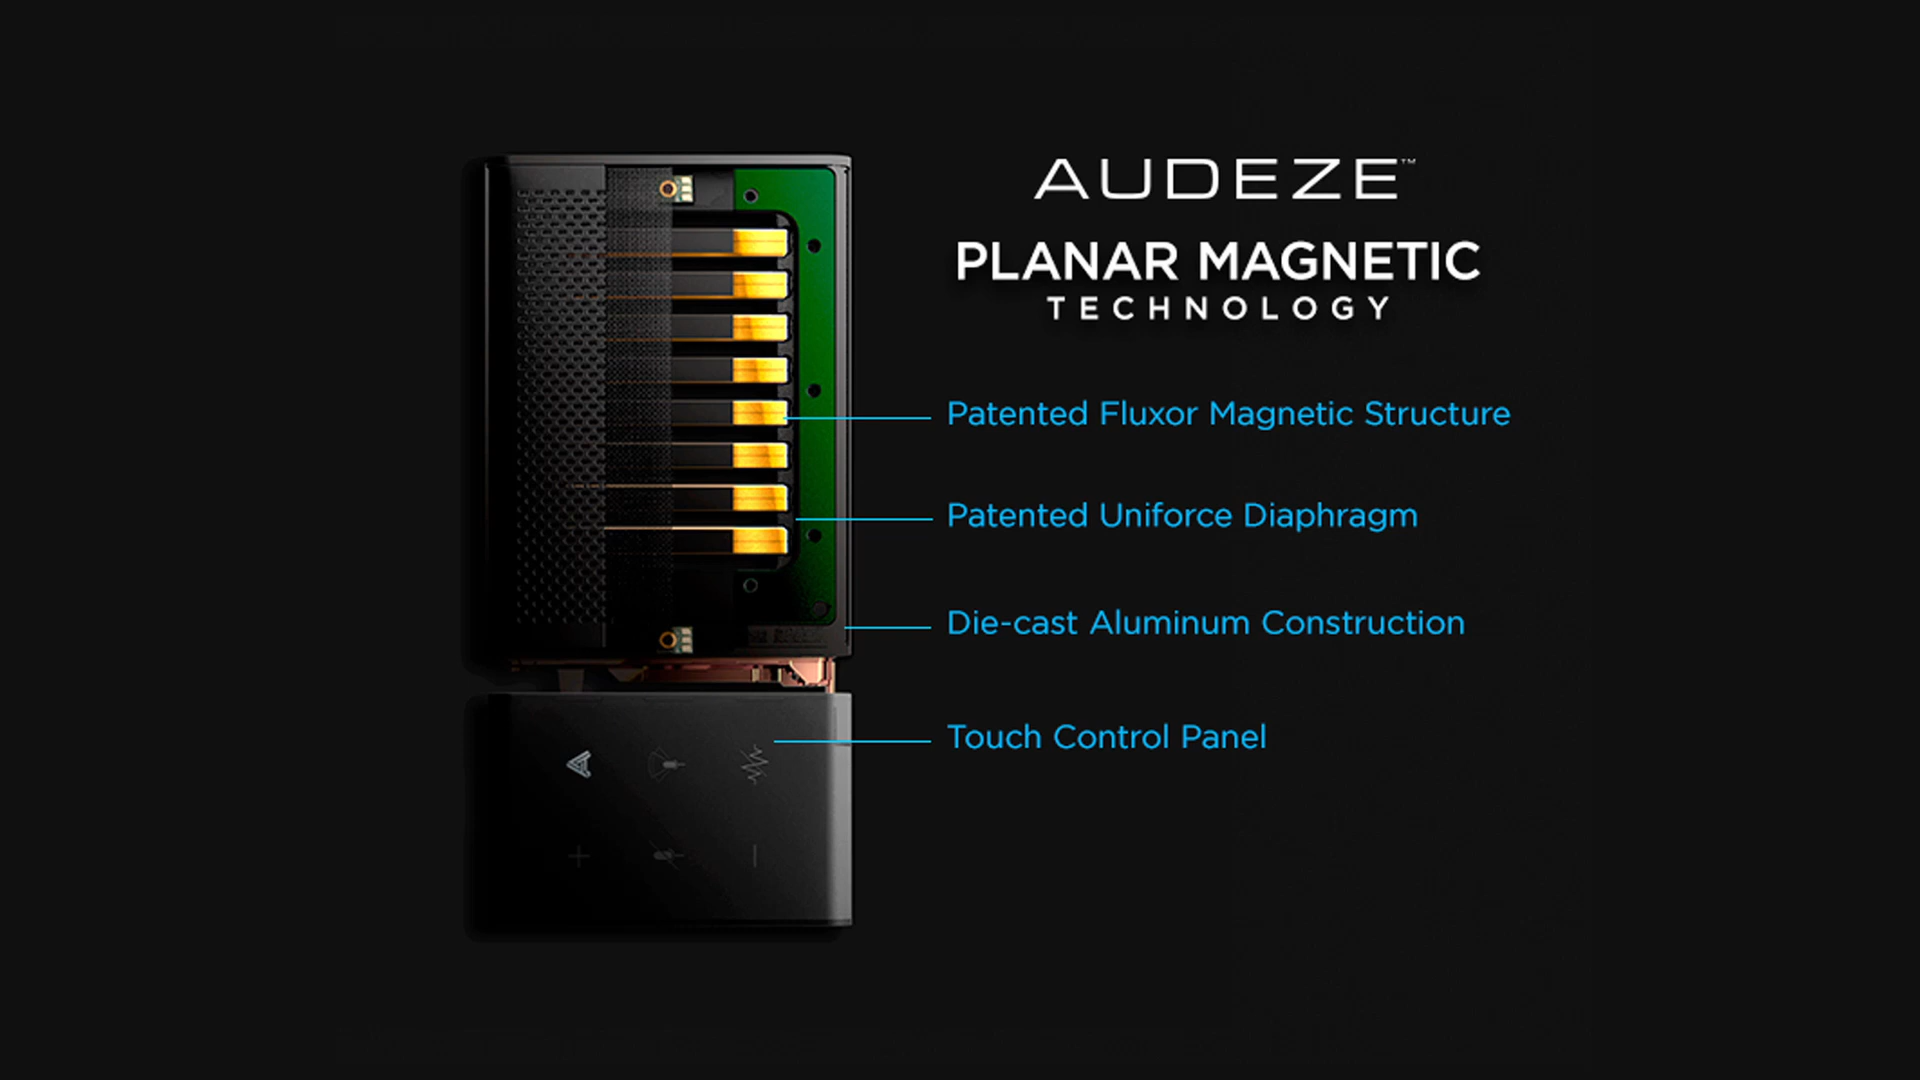 AUDEZE™
PLANAR MAGNETIC
TECHNOLOGY
Patented Fluxor Magnetic Structure
Patented Uniforce Diaphragm
Die-cast Aluminum Construction
Touch Control Panel